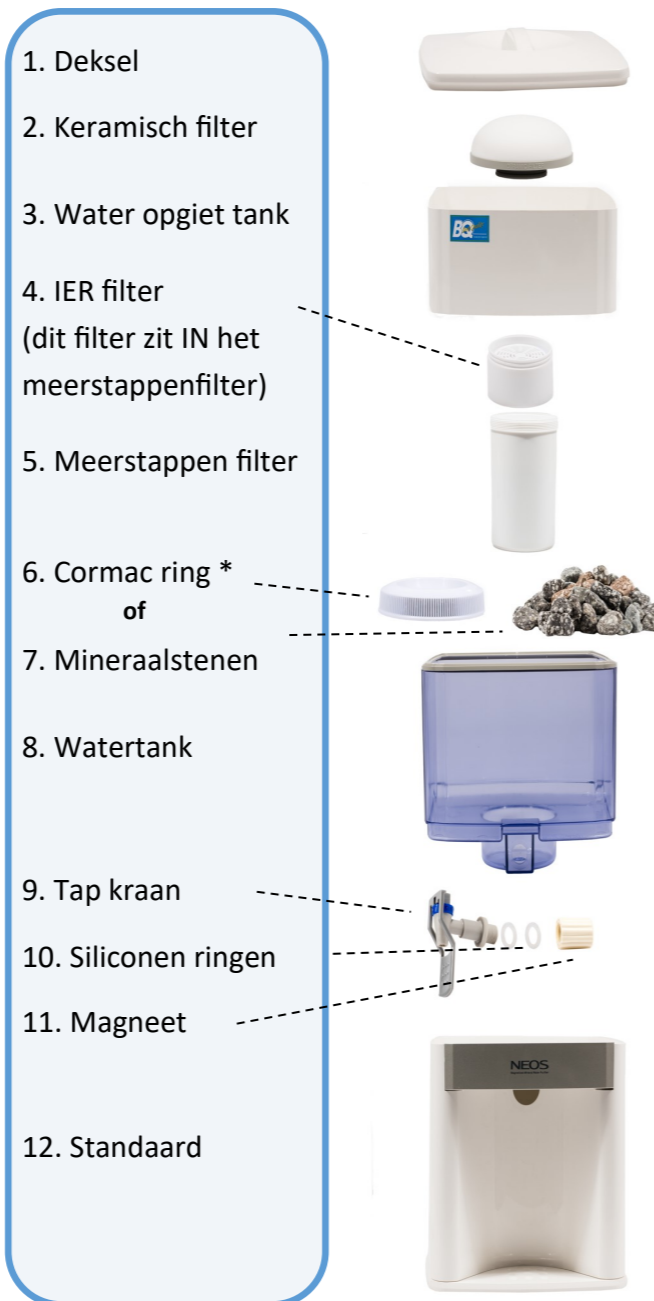 1. Deksel
2. Keramisch filter
3. Water opgiet tank
BQ
4. IER filter
(dit filter zit IN het
meerstappenfilter)
5. Meerstappen filter
6. Cormac ring *
of
7. Mineraalstenen
8. Watertank
9. Tap kraan
10. Siliconen ringen
11. Magneet
NEOS
12. Standaard